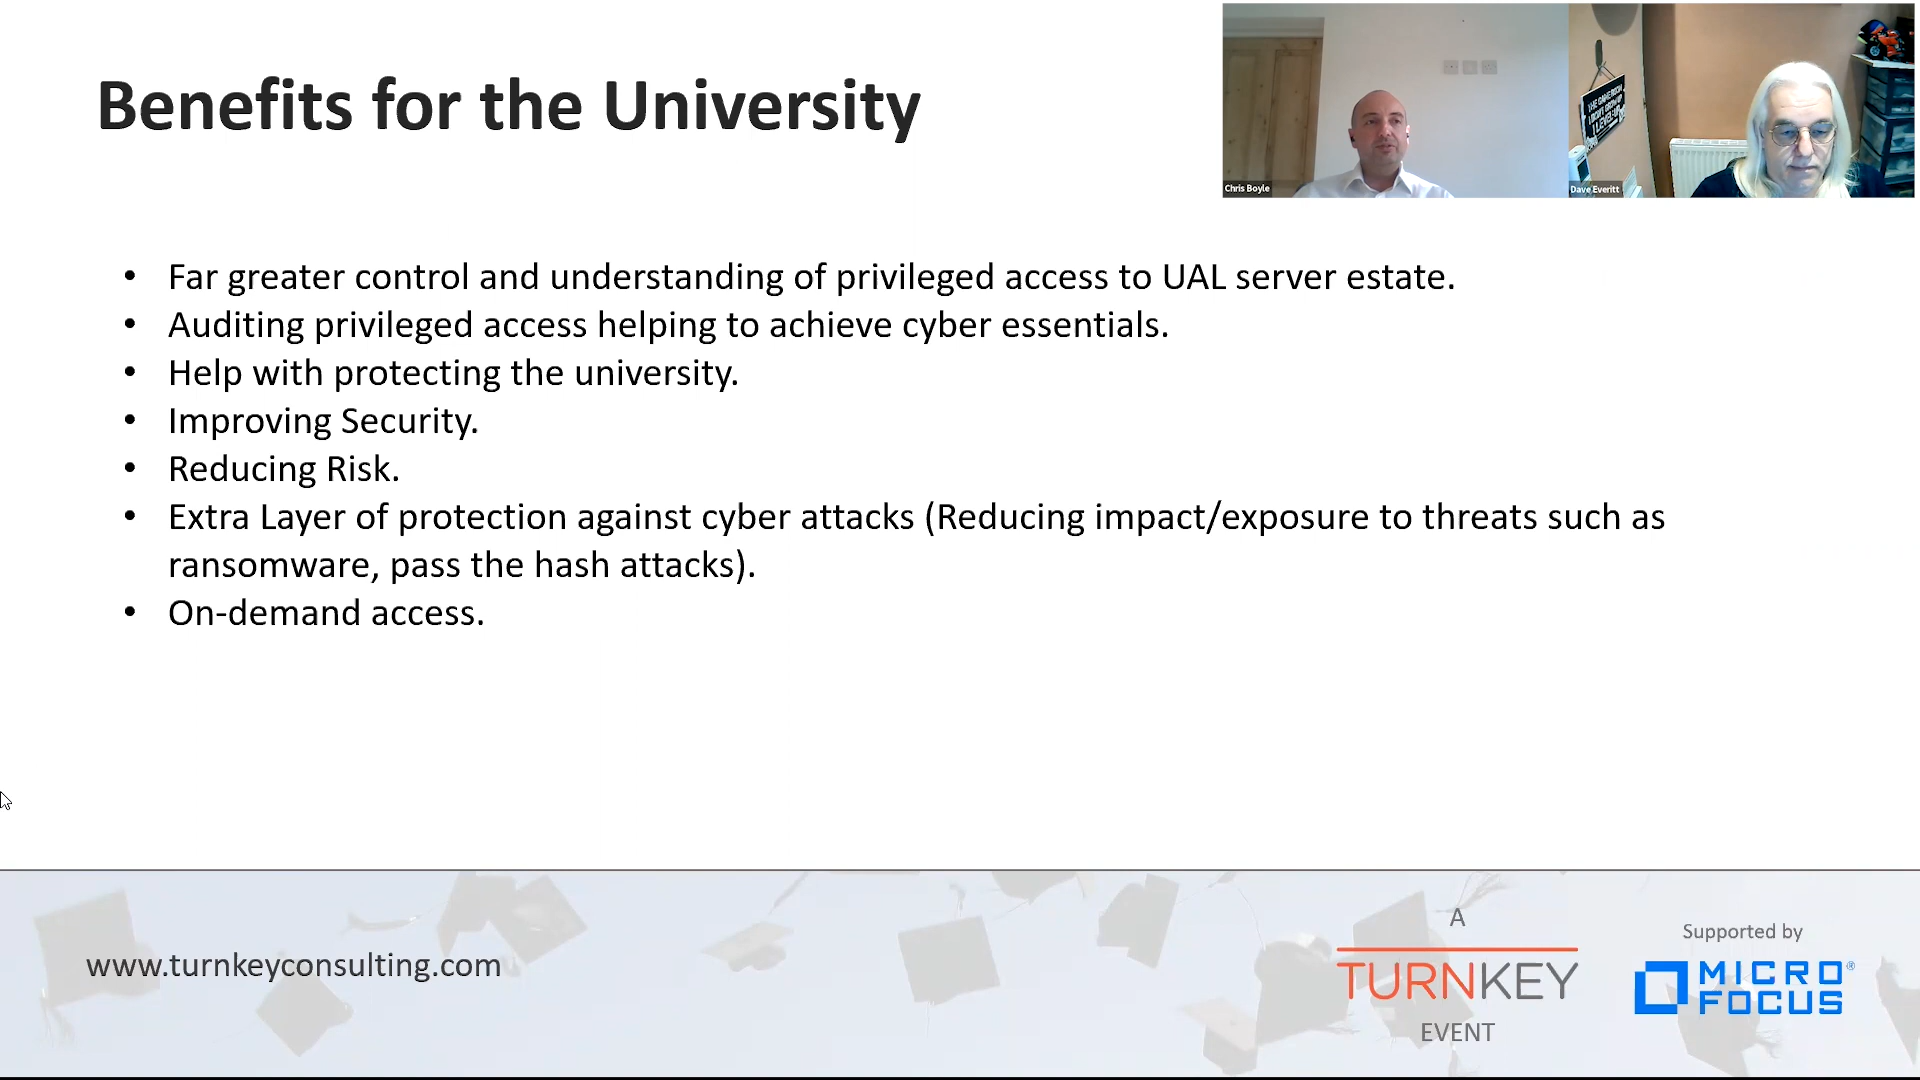 Benefits for the University
Chris Boyle
Dave Everitt
• Far greater control and understanding of privileged access to UAL server estate.
• Auditing privileged access helping to achieve cyber essentials.
• Help with protecting the university.
• Improving Security.
• Reducing Risk.
• Extra Layer of protection against cyber attacks (Reducing impact/exposure to threats such as
ransomware, pass the hash attacks).
• On-demand access.
www.turnkeyconsulting.com
A
TURNKEY
EVENT
Supported by
MICRO
FOCUS®